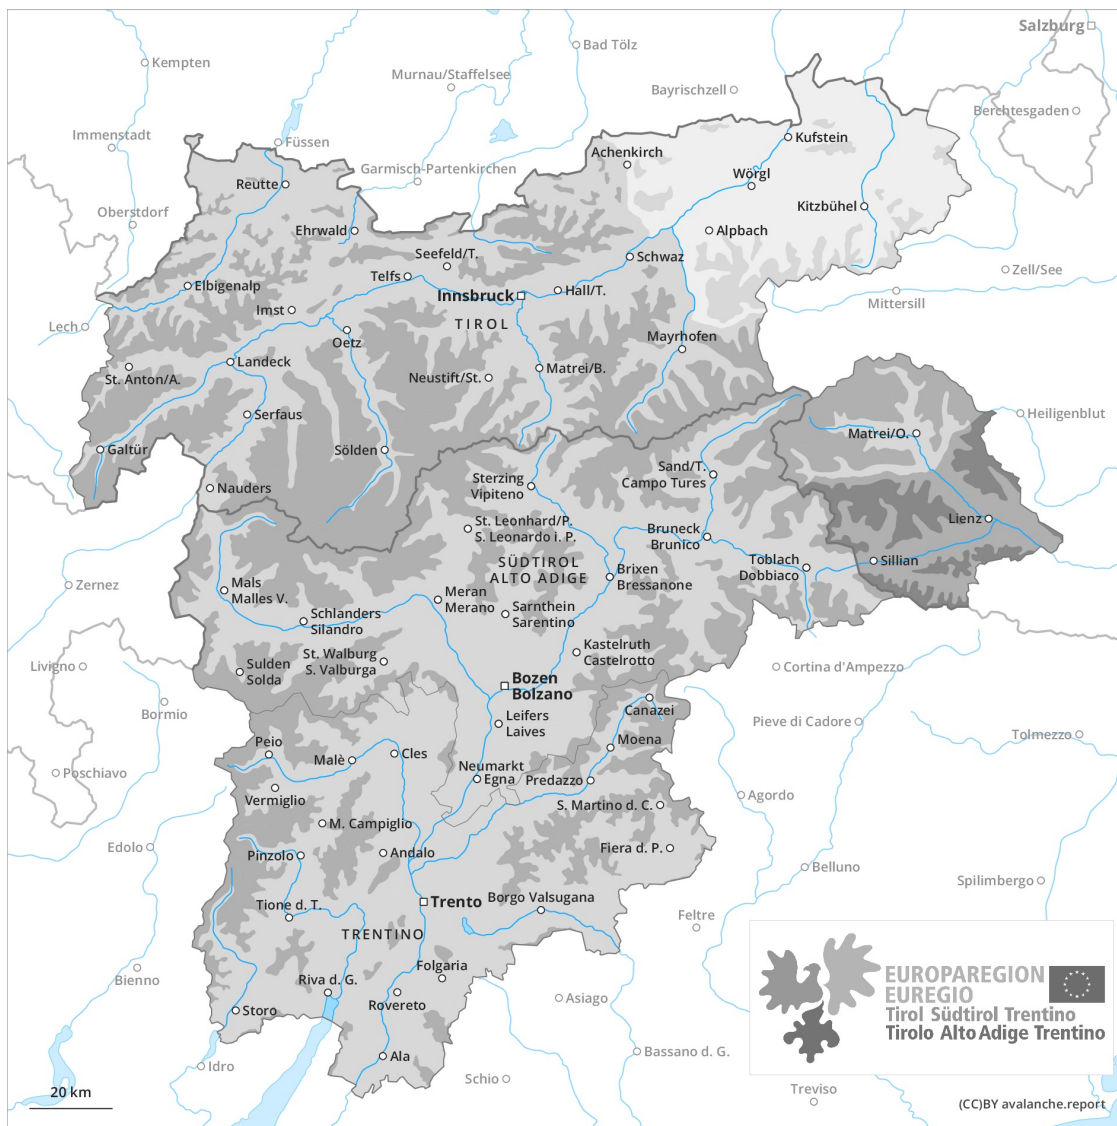 Salzburg
Bad Tölz
Kempten
Murnau/Staffelsee
Bayrischzell
Berchtesgaden
Immenstadt
Füssen
Kufstein
Achenkirch
Garmisch-Partenkirchen
Wörgl
Reutte
Kitzbühel
Oberstdorf
Ehrwald
Alpbach
Seefeld/T.
Schwaz
Telfs
Zell/See
Elbigenalp
Innsbruck
Hall/T.
Mittersill
Imst
TIROL
Lech
Oetz
Mayrhofen
Landeck
Matrei/B.
St. Anton/A.
Neustift/St.
Serfaus
Heiligenblut
Matrei/O.
Galtür
Sölden
Sand/T.
Campo Tures
Sterzing
Vipiteno
Nauders
St. Leonhard/P.
S. Leonardo i. P.
Lienz
Bruneck
Brunico
SÜDTIROL
ALTO ADIGE
Toblach
Dobbiaco
Sillian
Brixen
Bressanone
Zernez
Mals
Malles V.
Meran
Merano
Schlanders
Silandro
Sarnthein
Sarentino
Kastelruth
Castelrotto
St. Walburg
S. Valburga
Livigno
Sulden
Solda
Cortina d'Ampezzo
Bozen
Bolzano
Bormio
Canazei
Leifers
Laives
Pieve di Cadore
Tolmezzo
Peio
Moena
Malè
Cles
Neumarkt
Egna
Predazzo
Poschiavo
Vermiglio
Agordo
S. Martino d. C.
M. Campiglio
Edolo
Pinzolo
Andalo
Fiera d. P.
Belluno
Spilimbergo
Trento
Borgo Valsugana
Tione d. T.
Feltre
TRENTINO
Bienno
Folgaria
Riva d. G.
Rovereto
Asiago
Storo
EUROPAREGION
EUREGIO
Tirol Südtirol Trentino
Tirolo Alto Adige Trentino
Ala
Bassano d. G.
Idro
Schio
Treviso
20 km
(CC)BY avalanche.report